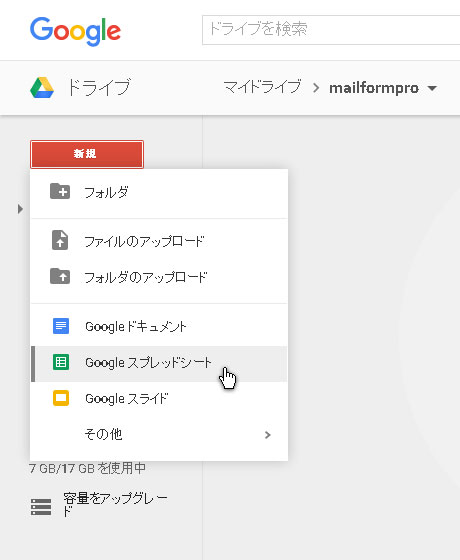 Google
ドライブを検索
ドライブ
マイドライブ > mailformpro
新規
フォルダ
ファイルのアップロード
フォルダのアップロード
Google ドキュメント
Google スプレッドシート
Google スライド
その他
7 GB/17 GB を使用中
容量をアップグレー
ド